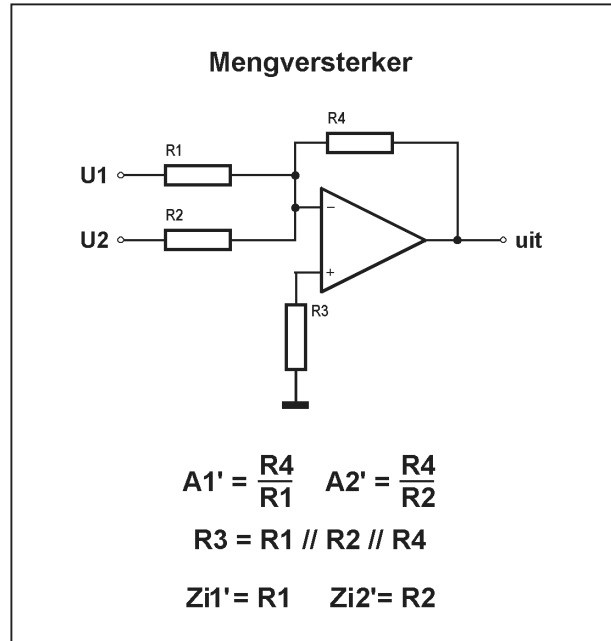 Mengversterker
R4
R1
U1
R2
U2
−
uit
+
R3
A1' = R4/R1 A2' = R4/R2
R3 = R1 // R2 // R4
Zi1' = R1 Zi2' = R2